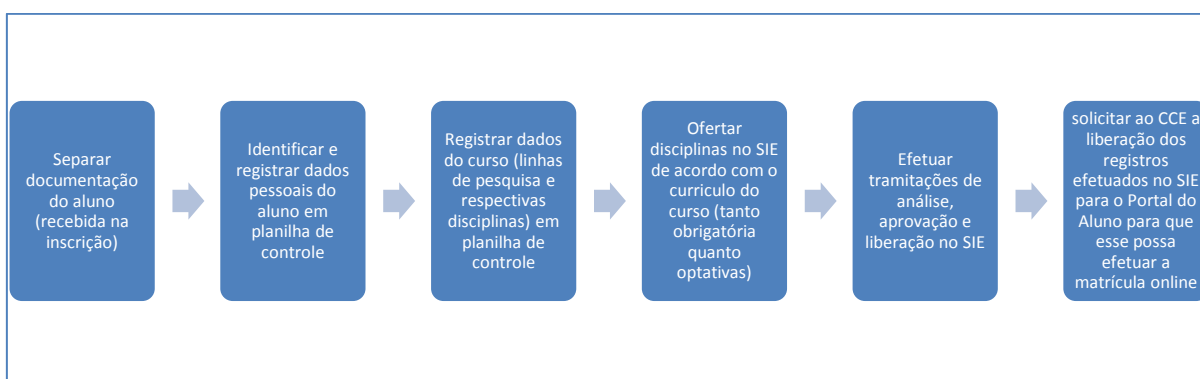 Separar
documentação
do aluno
(recebida na
inscrição)
Identificar e
registrar dados
pessoais do
aluno em
planilha de
controle
Registrar dados
do curso (linhas
de pesquisa e
respectivas
disciplinas) em
planilha de
controle
Ofertar
disciplinas no SIE
de acordo com o
curriculo do
curso (tanto
obrigatória
quanto
optativas)
Efetuar
tramitações de
análise,
aprovação e
liberação no SIE
solicitar ao CCE a
liberação dos
registros
efetuados no SIE
para o Portal do
Aluno para que
esse possa
efetuar a
matrícula online